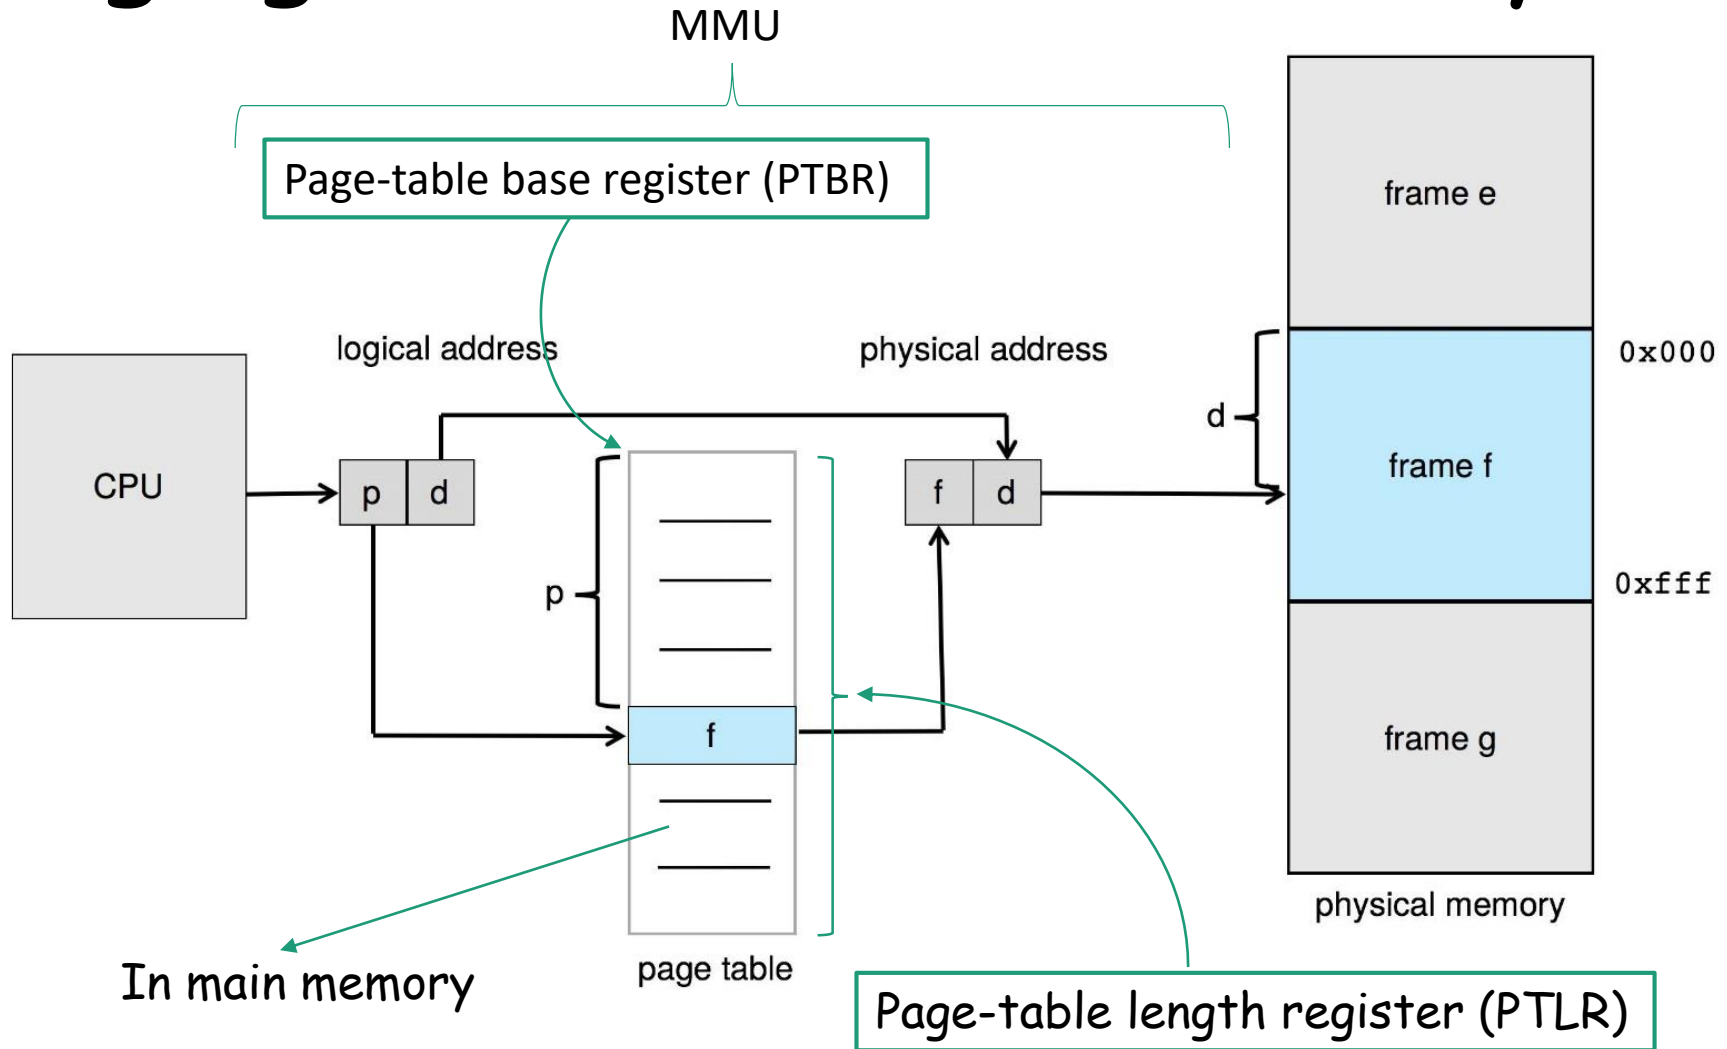 MMU
Page-table base register (PTBR)
frame e
logical address
physical address
0x000
d
CPU
p d
f d
frame f
p
0xfff
f
frame g
physical memory
In main memory
page table
Page-table length register (PTLR)